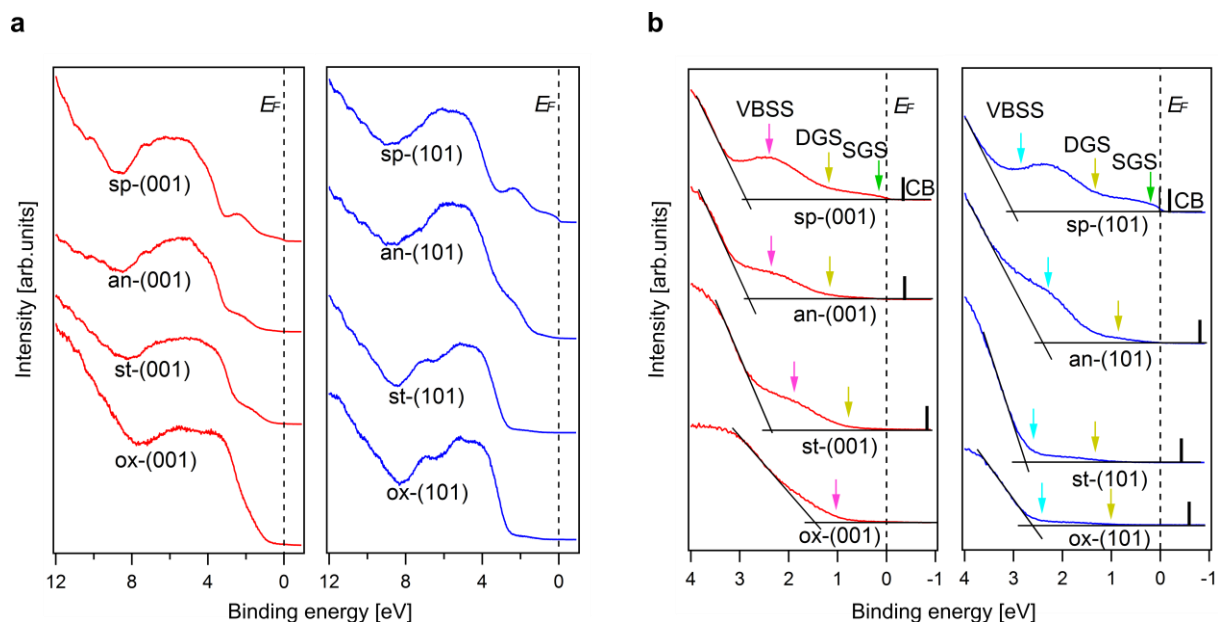 a
Intensity [arb.units]
EF
sp-(001)
an-(001)
st-(001)
ox-(001)
12
8
4
0
EF
sp-(101)
an-(101)
st-(101)
ox-(101)
12
8
4
0
Binding energy [eV]
b
Intensity [arb.units]
EF
VBSS
DGS
SGS
CB
sp-(001)
an-(001)
st-(001)
ox-(001)
4
3
2
1
0
-1
EF
VBSS
DGS
SGS
CB
sp-(101)
an-(101)
st-(101)
ox-(101)
4
3
2
1
0
-1
Binding energy [eV]